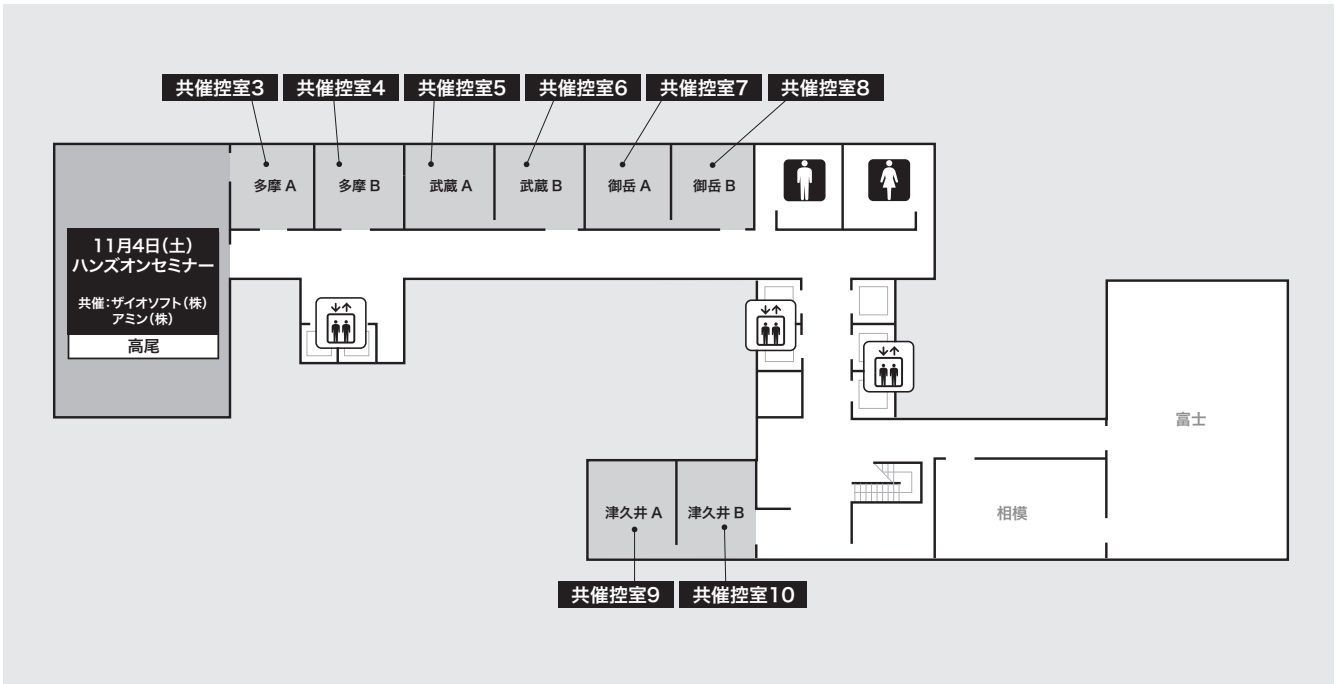 共催控室3
共催控室4
共催控室5
共催控室6
共催控室7
共催控室8
多摩 A
多摩 B
武蔵 A
武蔵 B
御岳 A
御岳 B
11月4日(土)
ハンズオンセミナー
共催:ザイオソフト(株)
アミン(株)
高尾
富士
津久井 A
津久井 B
相模
共催控室9
共催控室10